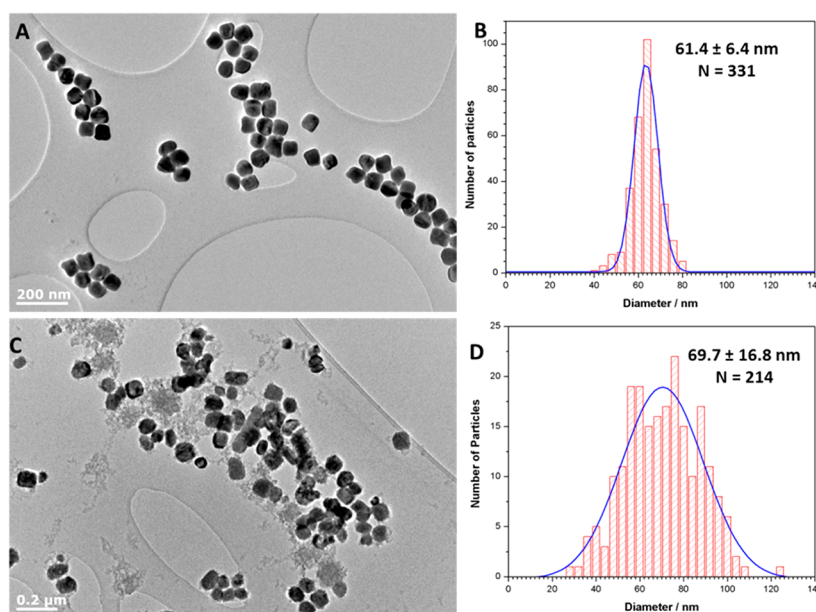 A
200 nm
B
61.4 ± 6.4 nm
N = 331
Number of particles
100
80
60
40
20
0
0 20 40 60 80 100 120 140
Diameter / nm
C
0.2 µm
D
69.7 ± 16.8 nm
N = 214
Number of Particles
25
20
15
10
5
0
0 20 40 60 80 100 120 14
Diameter / nm